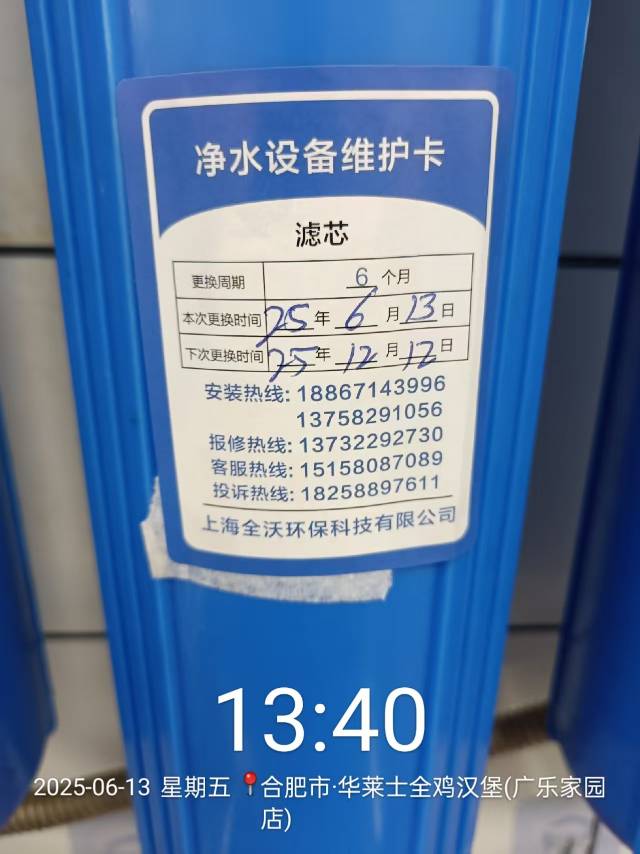 净水设备维护卡
滤芯
更换周期 6 个月
本次更换时间 25 年 6 月 13 日
下次更换时间 25 年 12 月 12 日
安装热线: 18867143996
13758291056
报修热线: 13732292730
客服热线: 15158087089
投诉热线: 18258897611
上海全沃环保科技有限公司
13:40
2025-06-13 星期五 合肥市·华莱士全鸡汉堡(广乐家园
店)